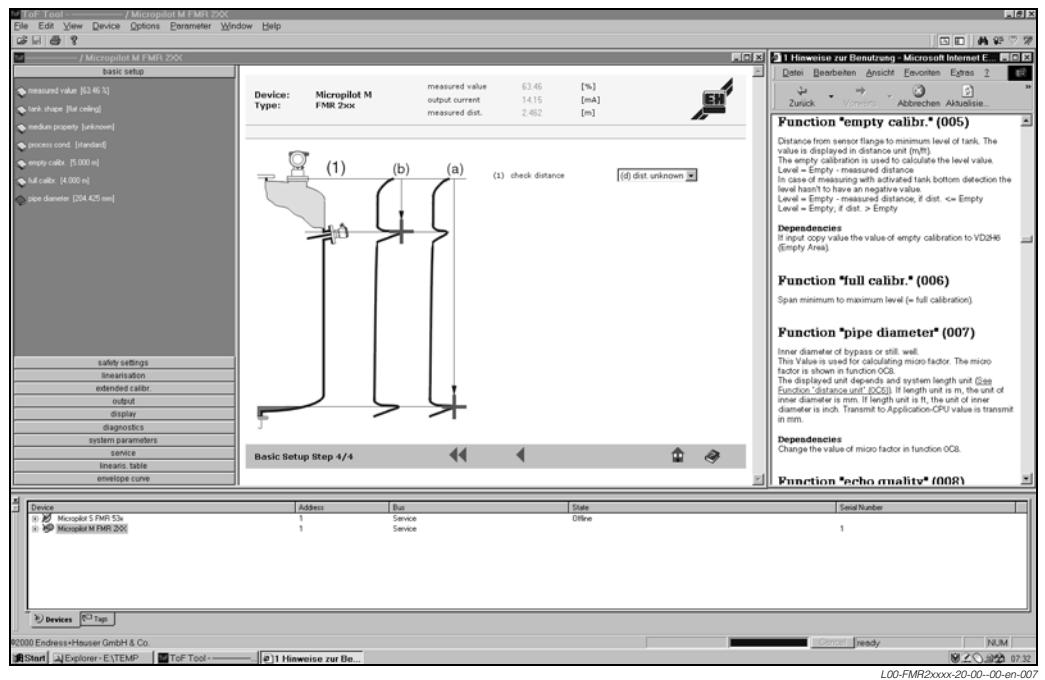 ToF Tool - / Micropilot M FMR 2XX
File Edit View Device Options Parameter Window Help
/ Micropilot M FMR 2XX
basic setup
measured value [63.46 %]
tank shape [flat ceiling]
medium property [unknown]
process cond. [standard]
empty calibr. [5.000 m]
full calibr. [4.000 m]
pipe diameter [204.425 mm]
safety settings
linearisation
extended calibr.
output
display
diagnostics
system parameters
service
linearis. table
envelope curve
Device: Micropilot M
Type: FMR 2xx
measured value 63.46 [%]
output current 14.15 [mA]
measured dist. 2.462 [m]
EH
(1) (b) (a)
(1) check distance (d) dist. unknown
Basic Setup Step 4/4
1 Hinweise zur Benutzung - Microsoft Internet E...
Datei Bearbeiten Ansicht Favoriten Extras ?
Zurück Vorwärts Abbrechen Aktualisie...
Function "empty calibr." (005)
Distance from sensor flange to minimum level of tank. The
value is displayed in distance unit (m/ft).
The empty calibration is used to calculate the level value.
Level = Empty - measured distance
In case of measuring with activated tank bottom detection the
level hasn't to have an negative value.
Level = Empty - measured distance; if dist. <= Empty
Level = Empty; if dist. > Empty
Dependencies
If input copy value the value of empty calibration to VD2H6
(Empty Area).
Function "full calibr." (006)
Span minimum to maximum level (= full calibration).
Function "pipe diameter" (007)
Inner diameter of bypass or still. well.
This Value is used for calculating micro factor. The micro
factor is shown in function 0C8.
The displayed unit depends and system length unit (See
Function "distance unit" (0C5)). If length unit is m, the unit of
inner diameter is mm. If length unit is ft, the unit of inner
diameter is inch. Transmit to Application-CPU value is transmit
in mm.
Dependencies
Change the value of micro factor in function 0C8.
Function "echo quality" (008)
Device Address Bus State Serial Number
Micropilot S FMR 53x 1 Service Offline
Micropilot M FMR 2XX 1 Service 1
Devices Tags
©2000 Endress+Hauser GmbH & Co. Cancel ready NUM
Start Explorer - E:\TEMP ToF Tool - 1 Hinweise zur Be... 07:32
L00-FMR2xxxx-20-00--00-en-007